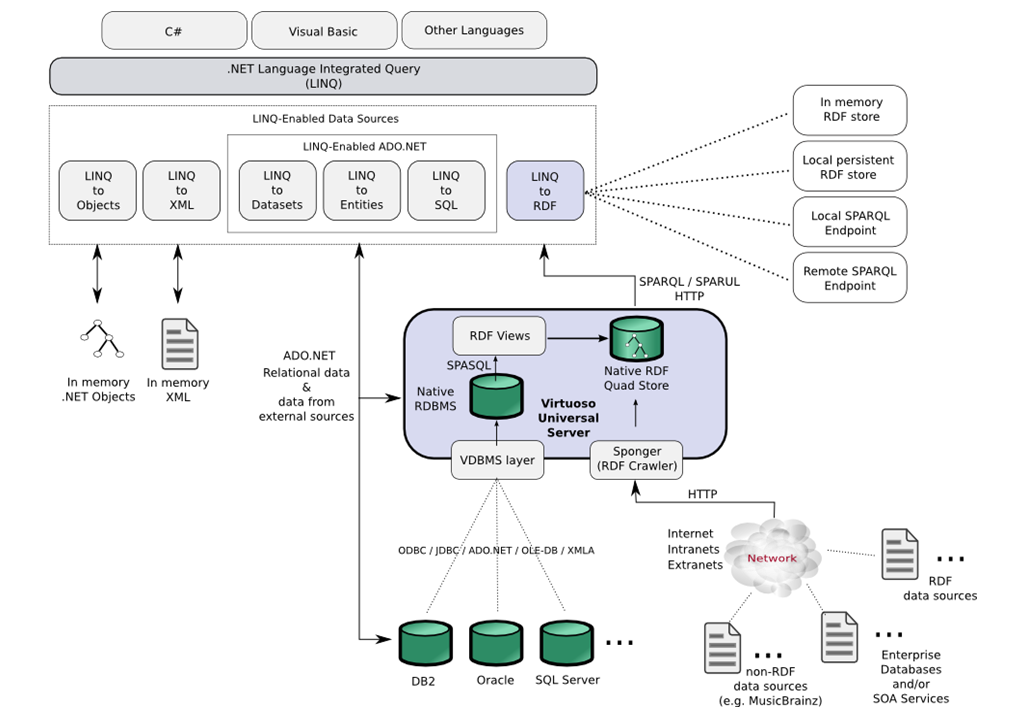 C#
Visual Basic
Other Languages
.NET Language Integrated Query
(LINQ)
LINQ-Enabled Data Sources
LINQ-Enabled ADO.NET
LINQ
to
Objects
LINQ
to
XML
LINQ
to
Datasets
LINQ
to
Entities
LINQ
to
SQL
LINQ
to
RDF
In memory
RDF store
Local persistent
RDF store
Local SPARQL
Endpoint
Remote SPARQL
Endpoint
SPARQL / SPARUL
HTTP
In memory
.NET Objects
In memory
XML
ADO.NET
Relational data
&
data from
external sources
RDF Views
SPASQL
Native
RDBMS
Native RDF
Quad Store
Virtuoso
Universal
Server
VDBMS layer
Sponger
(RDF Crawler)
HTTP
ODBC / JDBC / ADO.NET / OLE-DB / XMLA
Internet
Intranets
Extranets
Network
...
RDF
data sources
DB2
Oracle
SQL Server
...
...
non-RDF
data sources
(e.g. MusicBrainz)
...
Enterprise
Databases
and/or
SOA Services